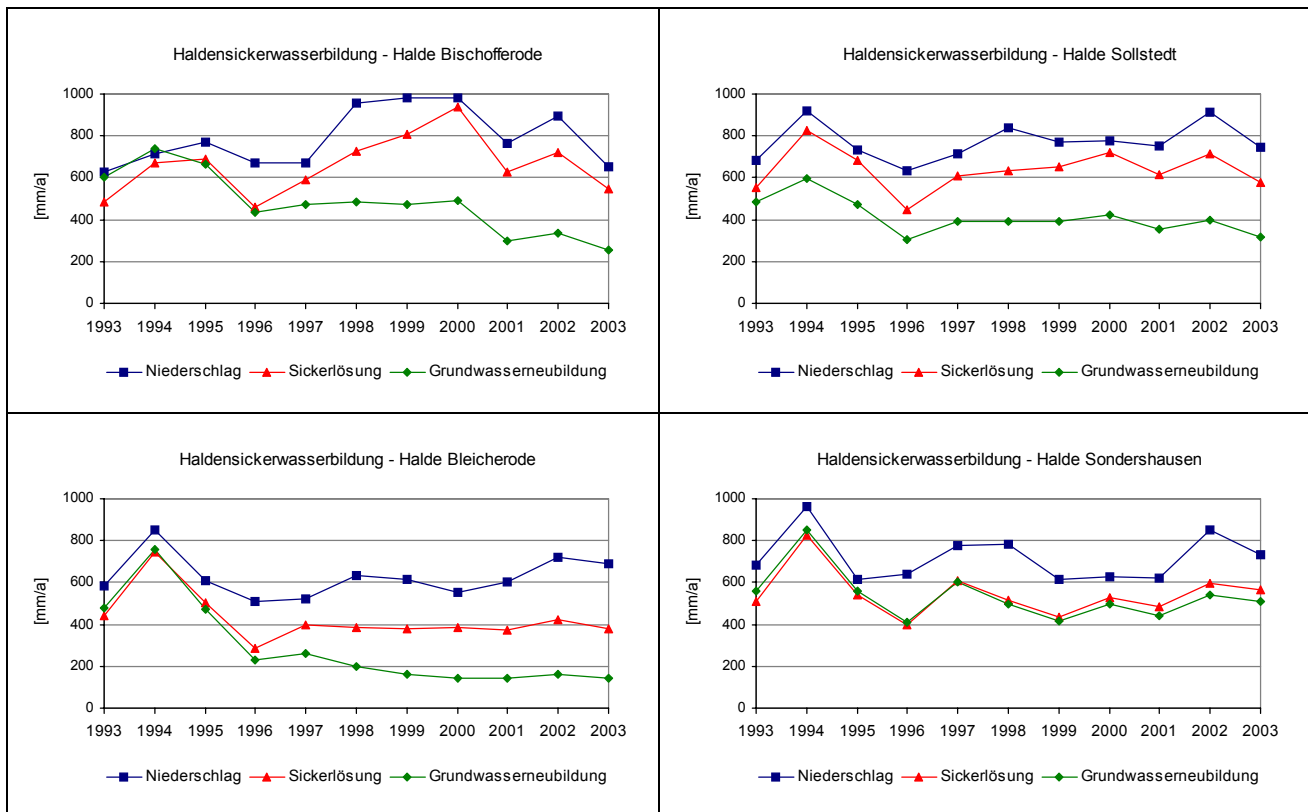 Haldensickerwasserbildung - Halde Bischofferode
1000
800
600
400
200
0
[mm/a]
1993 1994 1995 1996 1997 1998 1999 2000 2001 2002 2003
Niederschlag Sickerlösung Grundwasserneubildung
Haldensickerwasserbildung - Halde Sollstedt
1000
800
600
400
200
0
[mm/a]
1993 1994 1995 1996 1997 1998 1999 2000 2001 2002 2003
Niederschlag Sickerlösung Grundwasserneubildung
Haldensickerwasserbildung - Halde Bleicherode
1000
800
600
400
200
0
[mm/a]
1993 1994 1995 1996 1997 1998 1999 2000 2001 2002 2003
Niederschlag Sickerlösung Grundwasserneubildung
Haldensickerwasserbildung - Halde Sondershausen
1000
800
600
400
200
0
[mm/a]
1993 1994 1995 1996 1997 1998 1999 2000 2001 2002 2003
Niederschlag Sickerlösung Grundwasserneubildung